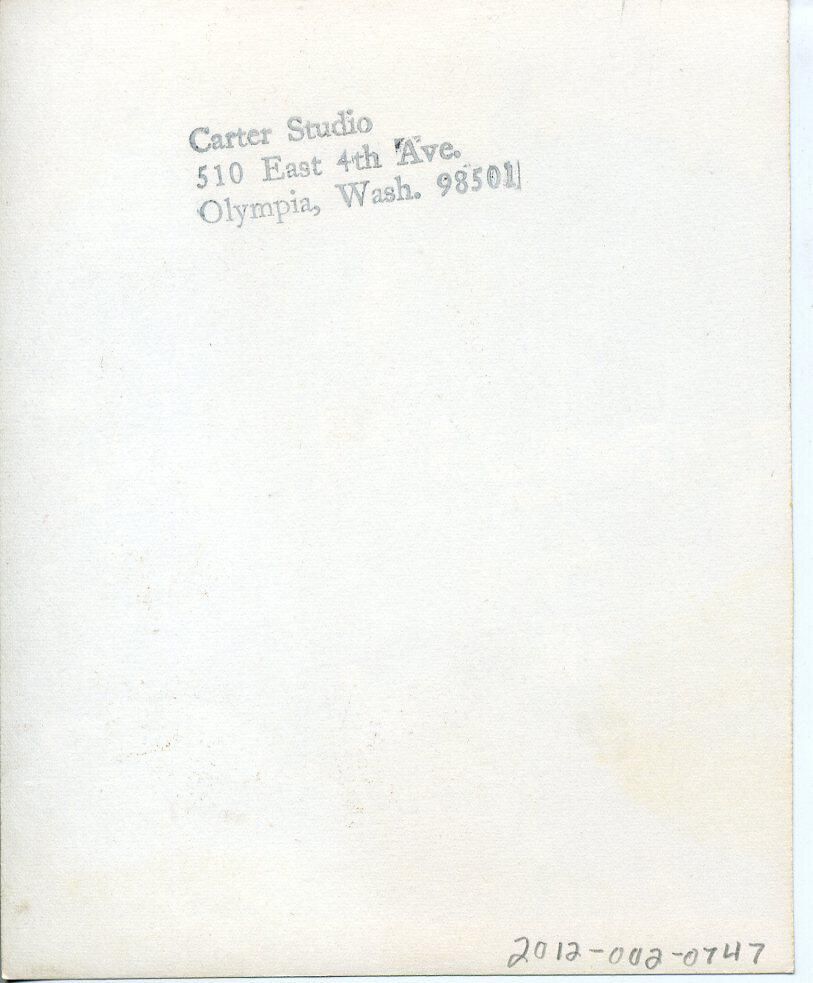 Carter Studio
510 East 4th Ave.
Olympia, Wash. 98501
2012-002-0747